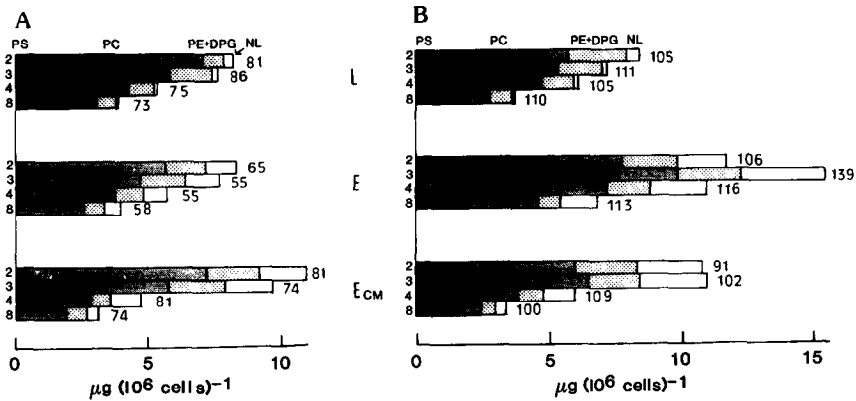 A
PS PC PE+DPG NL
2 81
3 86
4 75
8 73
2 65
3 55
4 55
8 58
2 81
3 74
4 81
8 74
0 5 10
µg (10⁶ cells)⁻¹
L
E
E CM
B
PS PC PE+DPG NL
2 105
3 111
4 105
8 110
2 106
3 139
4 116
8 113
2 91
3 102
4 109
8 100
0 5 10 15
µg (10⁶ cells)⁻¹